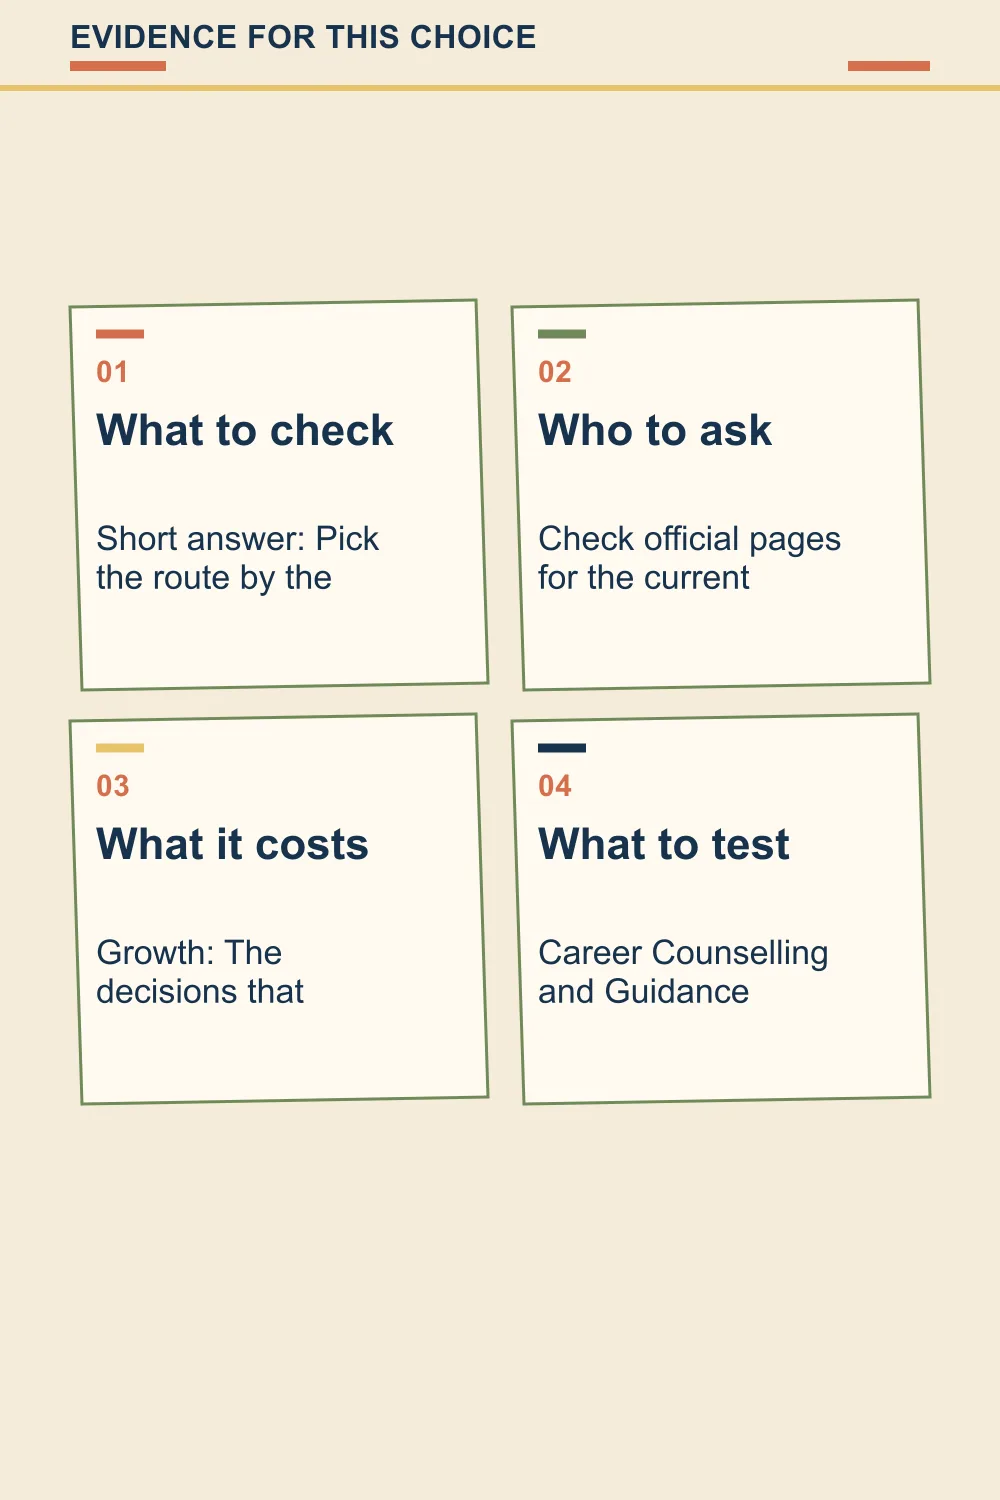 EVIDENCE FOR THIS CHOICE
01
What to check
Short answer: Pick
the route by the
02
Who to ask
Check official pages
for the current
03
What it costs
Growth: The
decisions that
04
What to test
Career Counselling
and Guidance